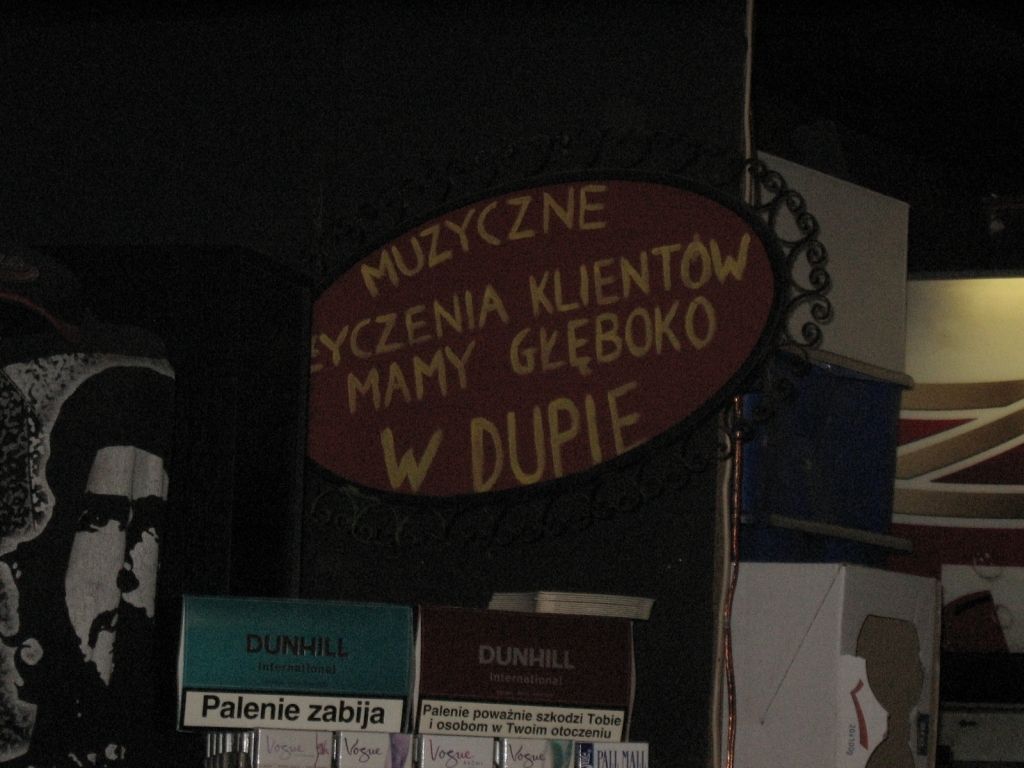 MUZYCZNE
ŻYCZENIA KLIENTÓW
MAMY GŁĘBOKO
W DUPIE
DUNHILL
International
Palenie zabija
DUNHILL
International
Palenie poważnie szkodzi Tobie
i osobom w Twoim otoczeniu
Vogue
Vogue
Vogue
Vogue
PALL MALL